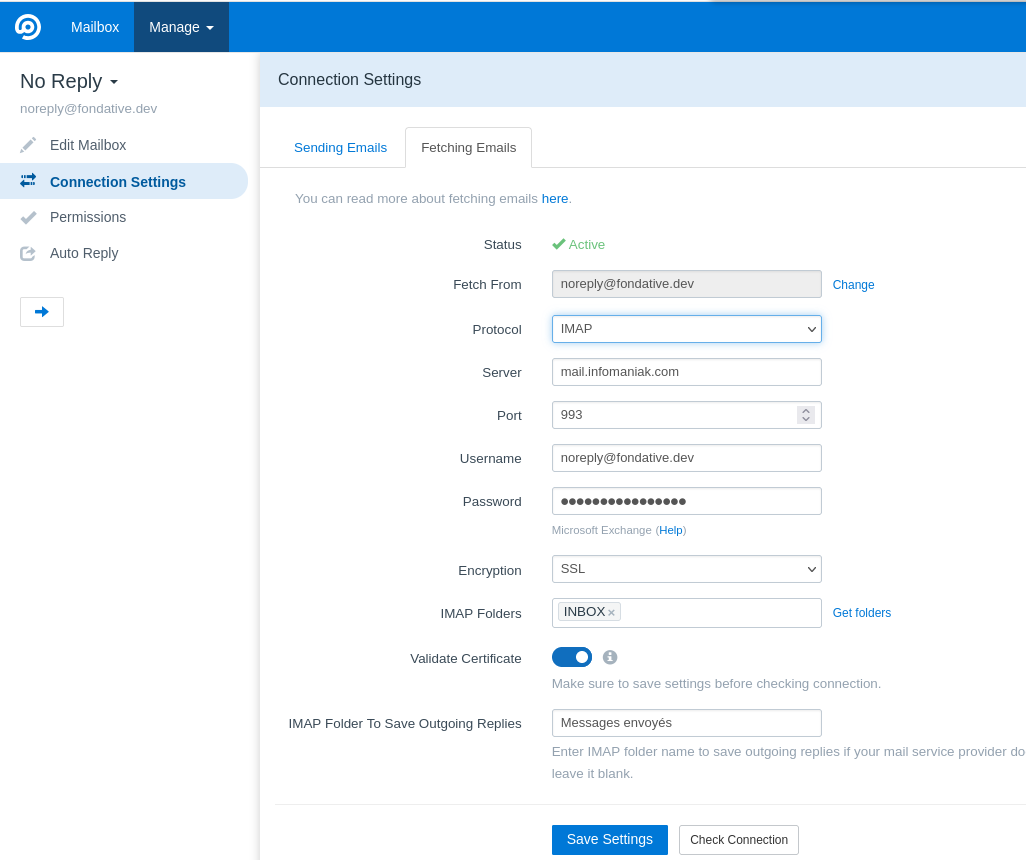 Mailbox
Manage
No Reply
noreply@fondative.dev
Edit Mailbox
Connection Settings
Permissions
Auto Reply
Connection Settings
Sending Emails
Fetching Emails
You can read more about fetching emails here.
Status
Active
Fetch From
noreply@fondative.dev
Change
Protocol
IMAP
Server
mail.infomaniak.com
Port
993
Username
noreply@fondative.dev
Password
●●●●●●●●●●●●●●●●
Microsoft Exchange (Help)
Encryption
SSL
IMAP Folders
INBOX×
Get folders
Validate Certificate
Make sure to save settings before checking connection.
IMAP Folder To Save Outgoing Replies
Messages envoyés
Enter IMAP folder name to save outgoing replies if your mail service provider do
leave it blank.
Save Settings
Check Connection